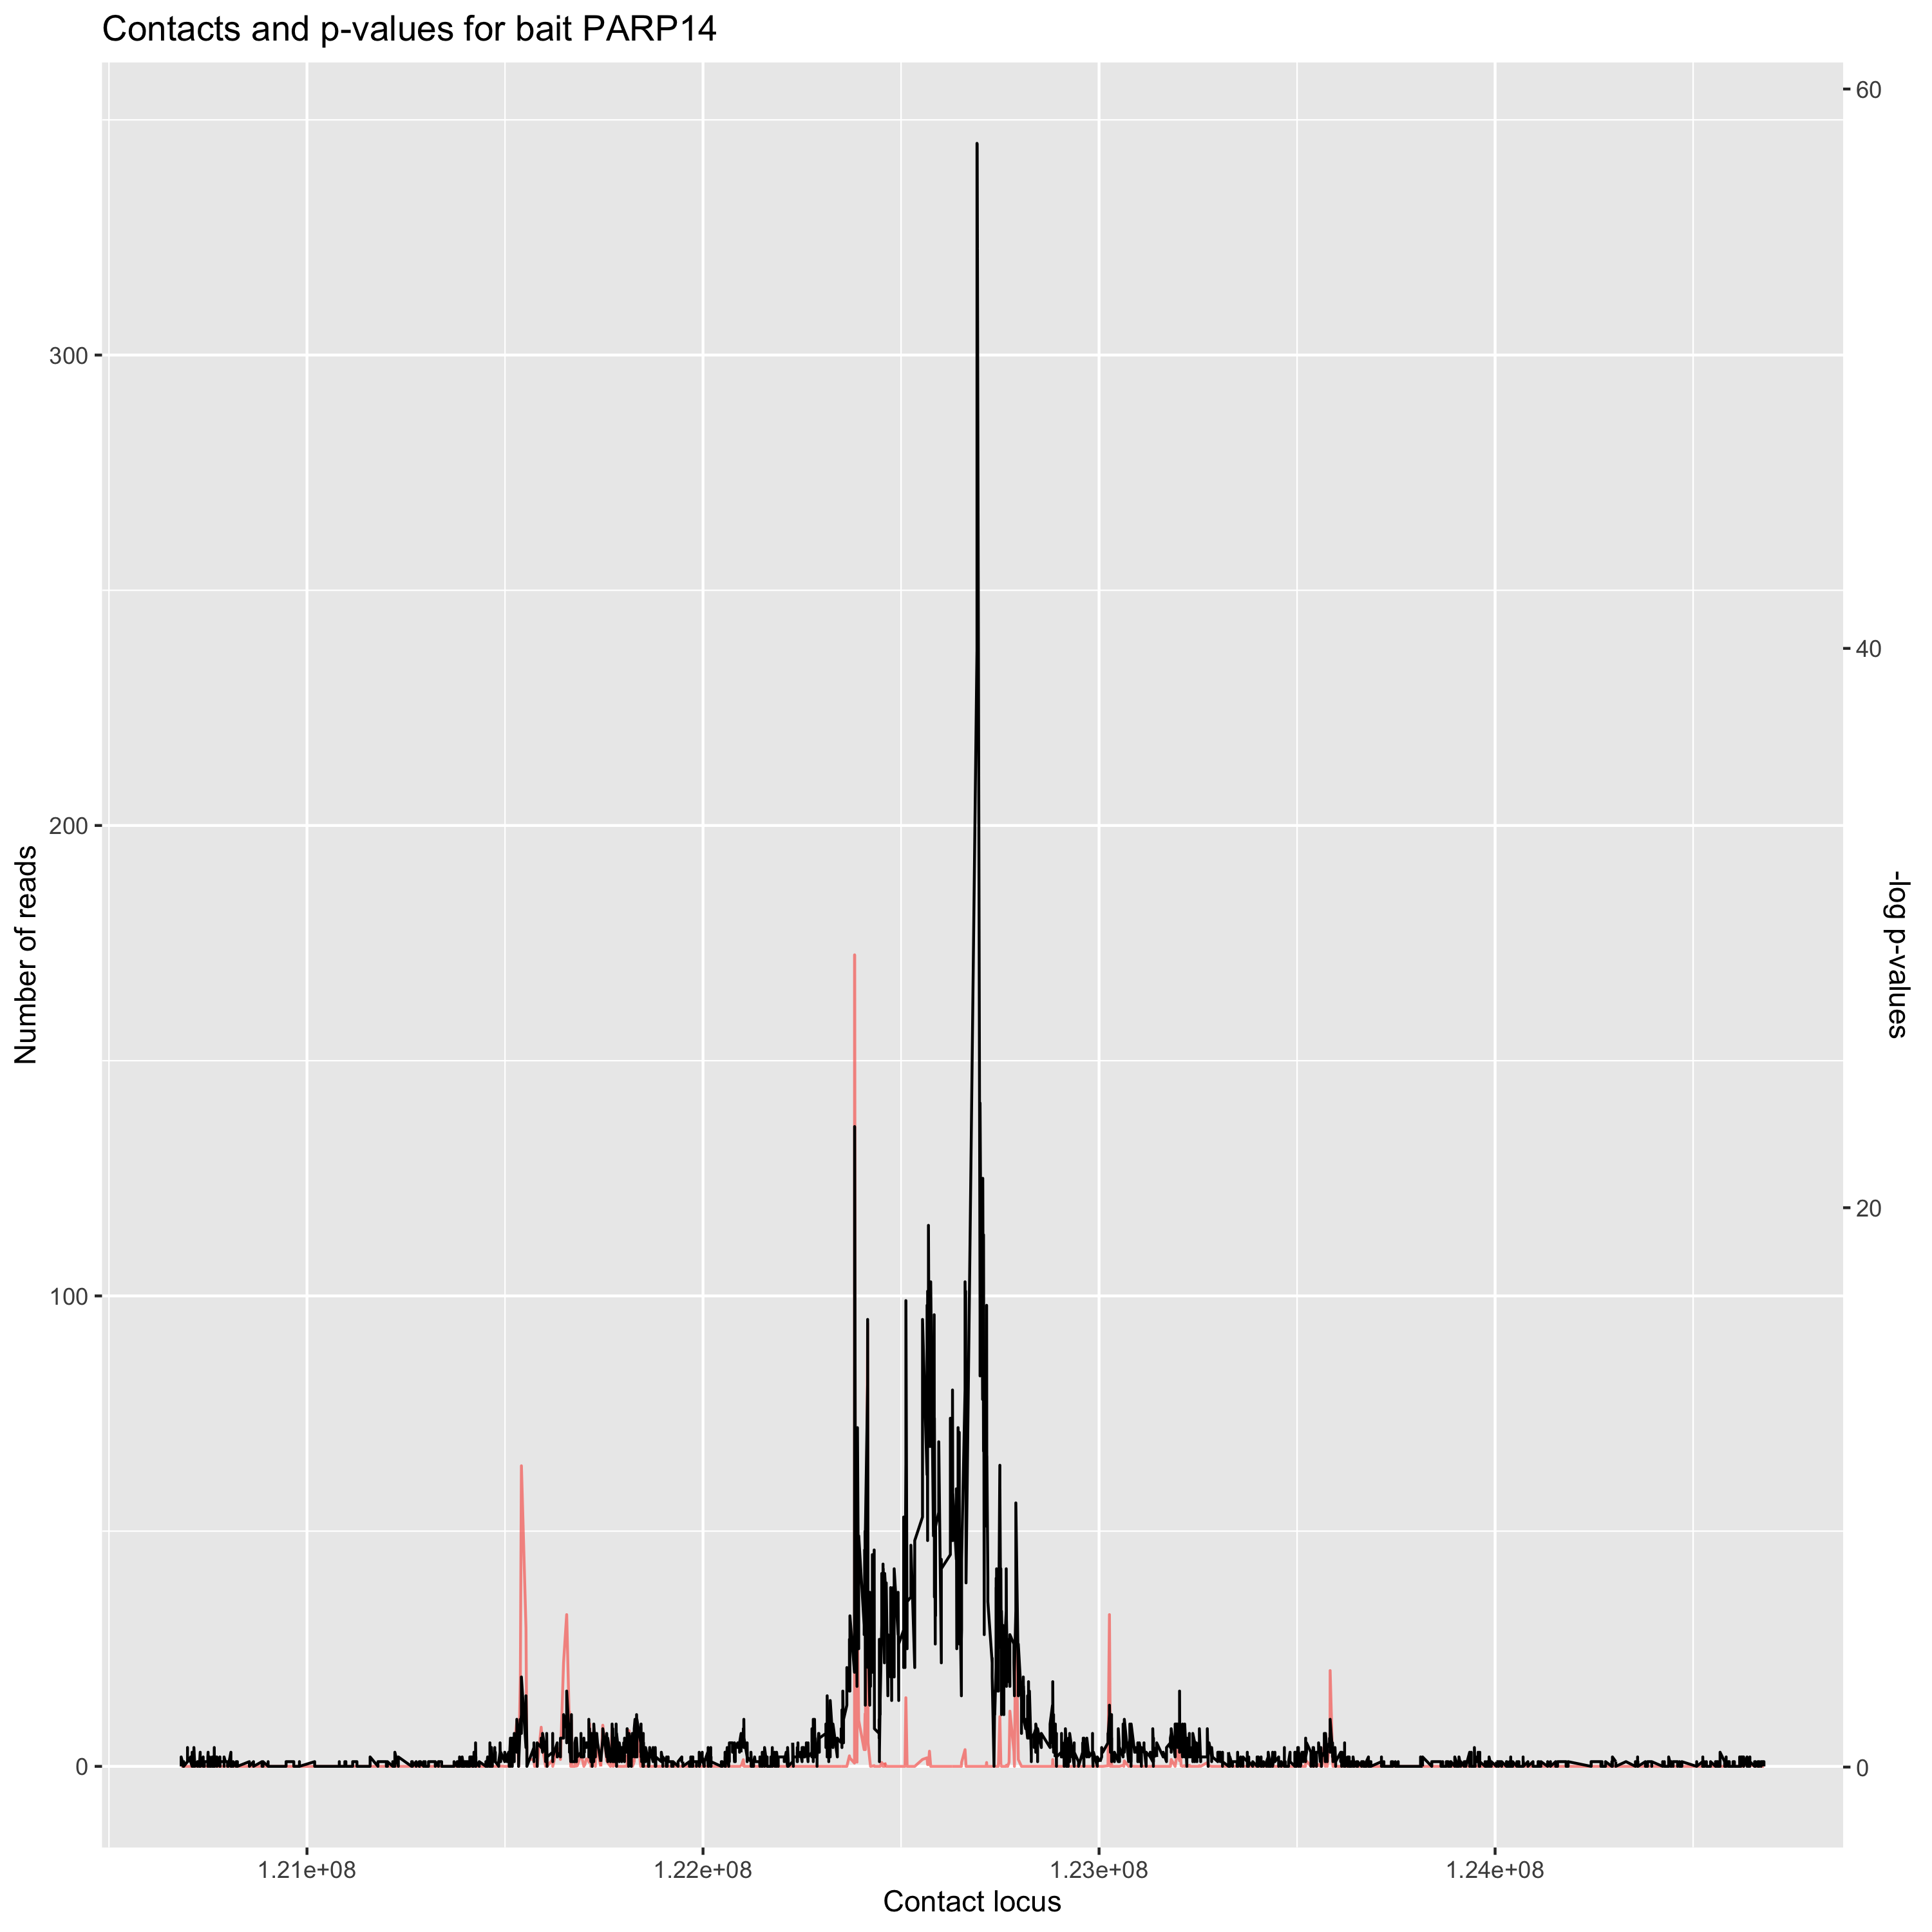 Contacts and p-values for bait PARP14
60
300
40
200
Number of reads
-log p-values
20
100
0
0
1.21e+08
1.22e+08
1.23e+08
1.24e+08
Contact locus